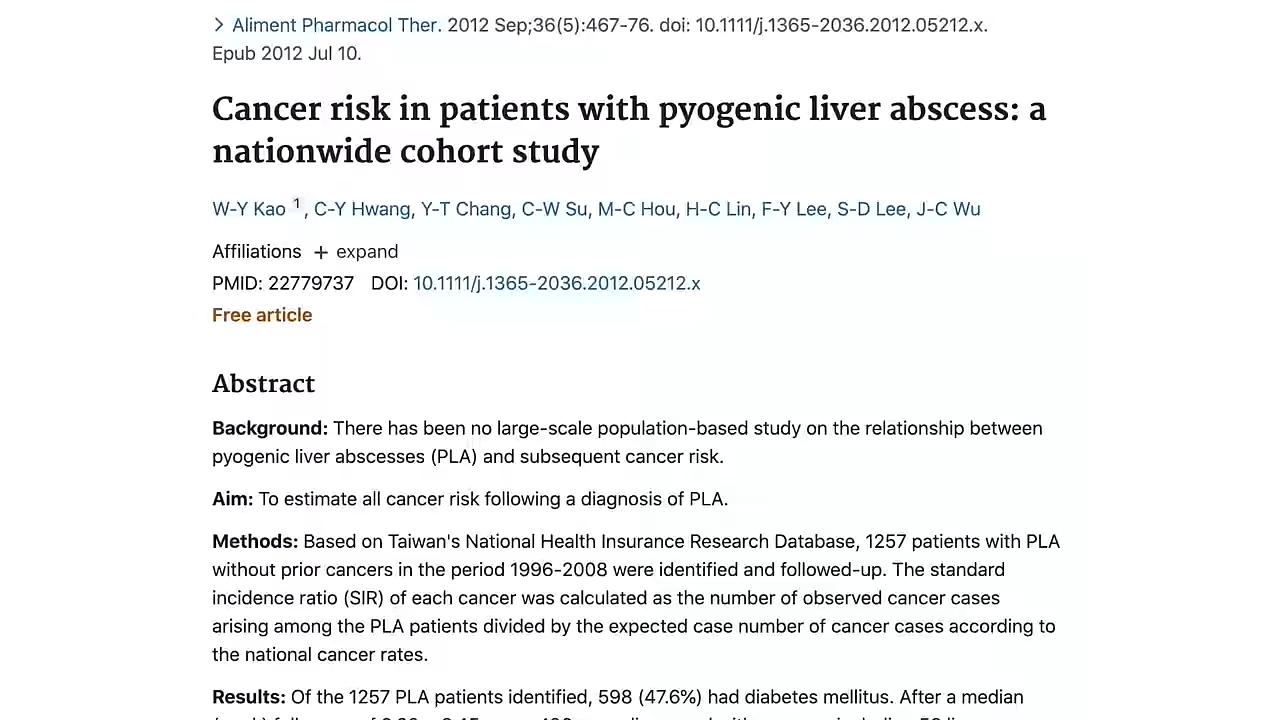 > Aliment Pharmacol Ther. 2012 Sep;36(5):467-76. doi: 10.1111/j.1365-2036.2012.05212.x.
Epub 2012 Jul 10.
Cancer risk in patients with pyogenic liver abscess: a
nationwide cohort study
W-Y Kao 1, C-Y Hwang, Y-T Chang, C-W Su, M-C Hou, H-C Lin, F-Y Lee, S-D Lee, J-C Wu
Affiliations + expand
PMID: 22779737 DOI: 10.1111/j.1365-2036.2012.05212.x
Free article
Abstract
Background: There has been no large-scale population-based study on the relationship between
pyogenic liver abscesses (PLA) and subsequent cancer risk.
Aim: To estimate all cancer risk following a diagnosis of PLA.
Methods: Based on Taiwan's National Health Insurance Research Database, 1257 patients with PLA
without prior cancers in the period 1996-2008 were identified and followed-up. The standard
incidence ratio (SIR) of each cancer was calculated as the number of observed cancer cases
arising among the PLA patients divided by the expected case number of cancer cases according to
the national cancer rates.
Results: Of the 1257 PLA patients identified, 598 (47.6%) had diabetes mellitus. After a median